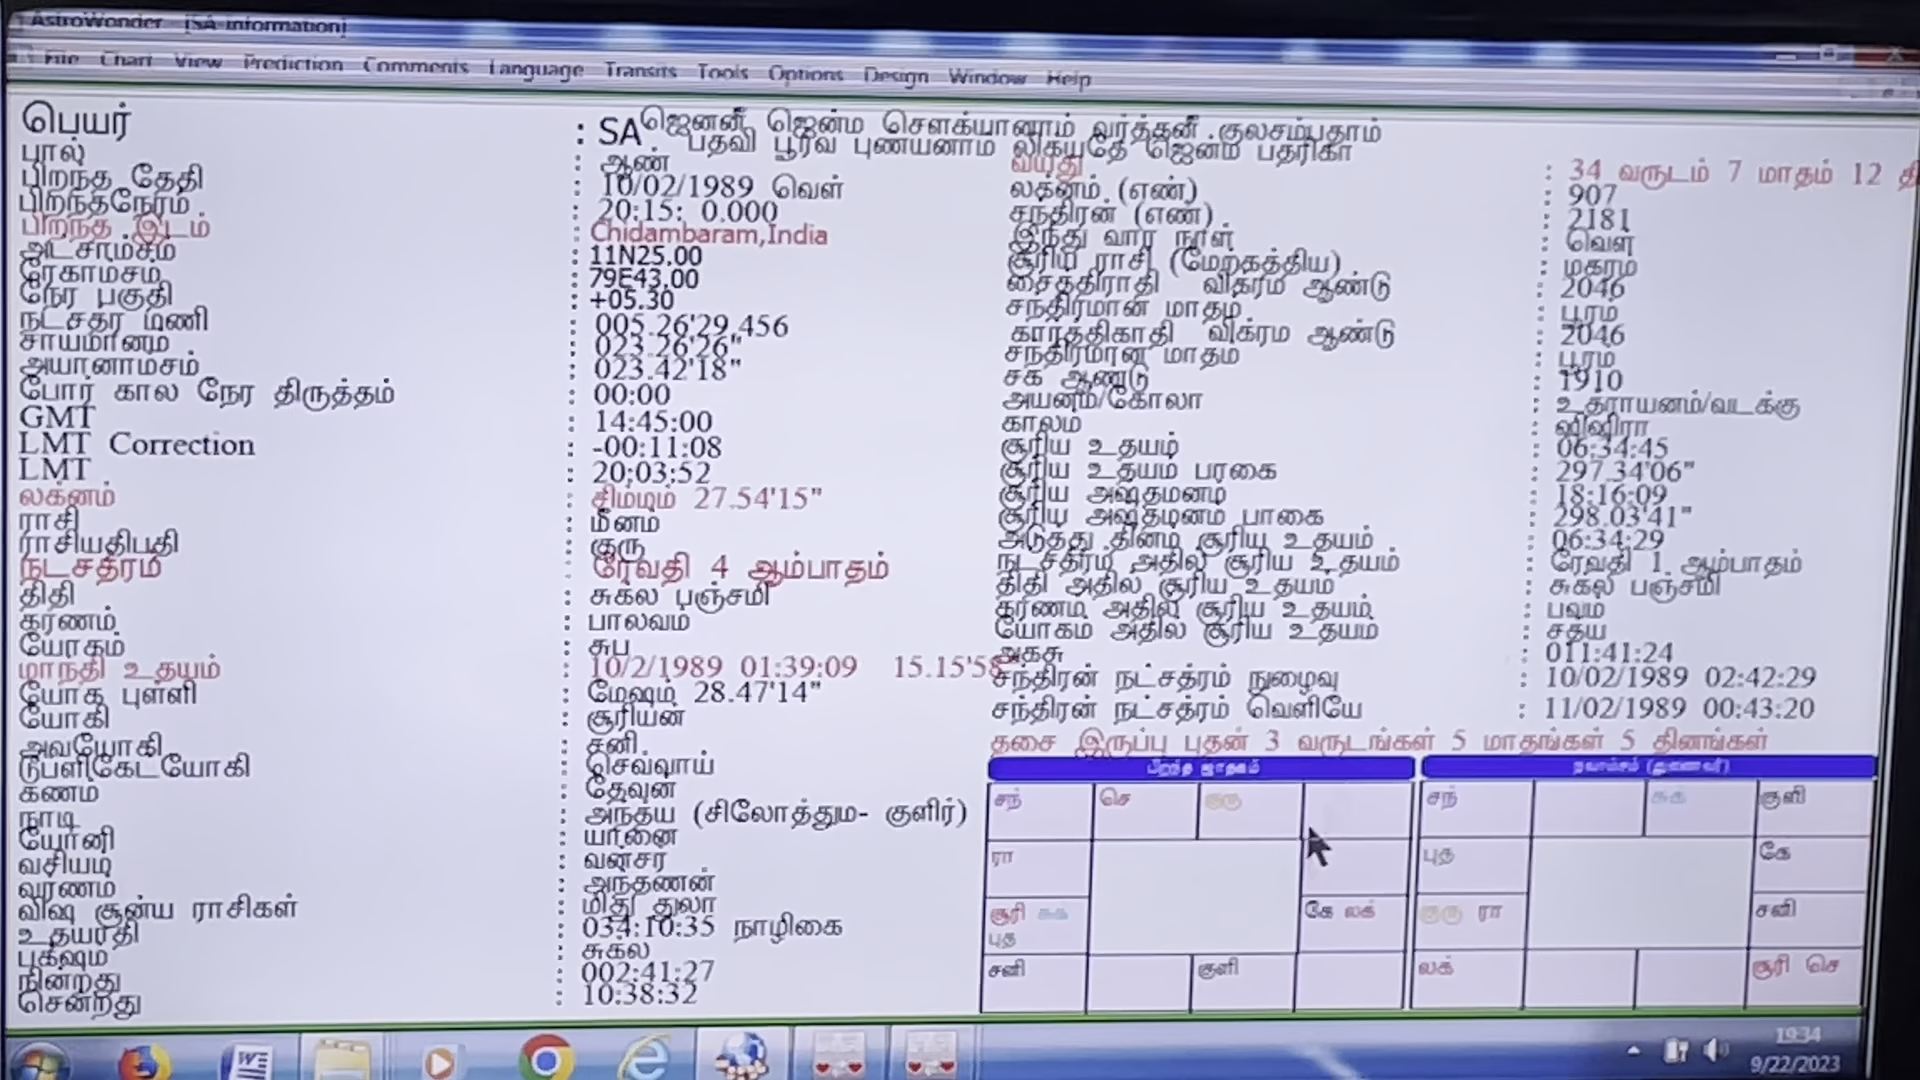 AstroWonder - [SA-Information]
File Chart View Prediction Comments Language Transits Tools Options Design Window Help
ஜெனனீ ஜென்ம சௌக்யானாம் வர்த்தனீ குலசம்பதாம்
பதவி பூர்வ புண்யனாம் லிக்யதே ஜென்ம பத்ரிகா
பெயர் : SA
பால் : ஆண்
பிறந்த தேதி : 10/02/1989 வெள்
பிறந்தநேரம் : 20:15: 0.000
பிறந்த இடம் : Chidambaram,India
அட்சாம்சம் : 11N25.00
ரேகாம்சம் : 79E43.00
நேர பகுதி : +05.30
நட்சத்ர மணி : 005.26'29.456
சாயமானம் : 023.26'26"
அயானாம்சம் : 023.42'18"
போர் கால நேர திருத்தம் : 00:00
GMT : 14:45:00
LMT Correction : -00:11:08
LMT : 20:03:52
லக்னம் : சிம்மம் 27.54'15"
ராசி : மீனம்
ராசியதிபதி : குரு
நட்சத்ரம் : ரேவதி 4 ஆம்பாதம்
திதி : சுக்ல பஞ்சமி
கரணம் : பாலவம்
யோகம் : சுப
மாந்தி உதயம் : 10/2/1989 01:39:09 15.15'58"
யோக புள்ளி : மேஷம் 28.47'14"
யோகி : சூரியன்
அவயோகி : சனி
டுப்ளிகேட்யோகி : செவ்வாய்
கணம் : தேவன்
நாடி : அந்த்ய (சிலோத்தும- குளிர்)
யோனி : யானை
வசியம் : வன்சர
வர்ணம் : அந்தணன்
விஷ சூன்ய ராசிகள் : மிது துலா
உதயாதி : 034:10:35 நாழிகை
பக்ஷம் : சுக்ல
நின்றது : 002:41:27
சென்றது : 10:38:32
வயது : 34 வருடம் 7 மாதம் 12 தி
லக்னம் (எண்) : 907
சந்திரன் (எண்) : 2181
இந்து வார நாள் : வெள்
சூரிய ராசி (மேற்கத்திய) : மகரம்
சைத்திராதி விக்ரம ஆண்டு : 2046
சந்திரமான மாதம் : பூரம்
கார்த்திகாதி விக்ரம ஆண்டு : 2046
சந்திரமான மாதம் : பூரம்
சக ஆண்டு : 1910
அயனம்/கோலா : உத்ராயனம்/வடக்கு
காலம் : ஷிஷிரா
சூரிய உதயம் : 06:34:45
சூரிய உதயம் பாகை : 297.34'06"
சூரிய அஷ்தமனம் : 18:16:09
சூரிய அஷ்தமனம் பாகை : 298.03'41"
அடுத்து தினம் சூரிய உதயம் : 06:34:29
நட்சத்திரம் அதில் சூரிய உதயம் : ரேவதி 1 ஆம்பாதம்
திதி அதில் சூரிய உதயம் : சுக்ல பஞ்சமி
கரணம் அதில் சூரிய உதயம் : பவம்
யோகம் அதில் சூரிய உதயம் : சத்ய
அகசு : 011:41:24
சந்திரன் நட்சத்ரம் நுழைவு : 10/02/1989 02:42:29
சந்திரன் நட்சத்ரம் வெளியே : 11/02/1989 00:43:20
தசை இருப்பு புதன் 3 வருடங்கள் 5 மாதங்கள் 5 தினங்கள்
பிறந்த ஜாதகம் நவாம்சம் (துணைவர்)
சந் செ குரு சந் சுக் குளி
ரா புத கே
சூரி சுக் கே லக் குரு ரா சனி
புத
சனி குளி லக் சூரி செ
19:34
9/22/2023